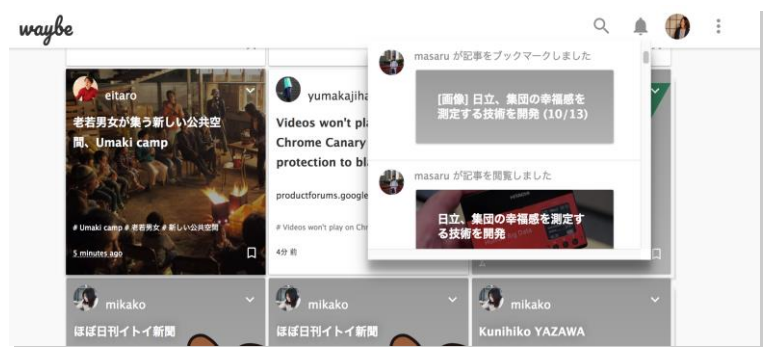 waybe
masaru が記事をブックマークしました
[画像] 日立、集団の幸福感を
測定する技術を開発 (10/13)
masaru が記事を閲覧しました
日立、集団の幸福感を測定す
る技術を開発
eitaro
老若男女が集う新しい公共空
間、Umaki camp
# Umaki camp # 老若男女 # 新しい公共空間
5 minutes ago
yumakajiha
Videos won't pl
Chrome Canary
protection to bl
productforums.google
# Videos won't play on Chr
4分 前
mikako
ほぼ日刊イトイ新聞
mikako
ほぼ日刊イトイ新聞
mikako
Kunihiko YAZAWA